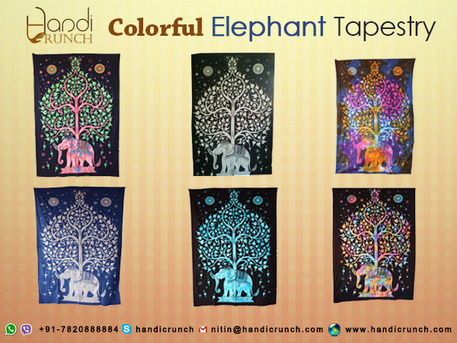 Handi
CRUNCH
Colorful Elephant Tapestry
+91-7820888884 handicrunch nitin@handicrunch.com www.handicrunch.com